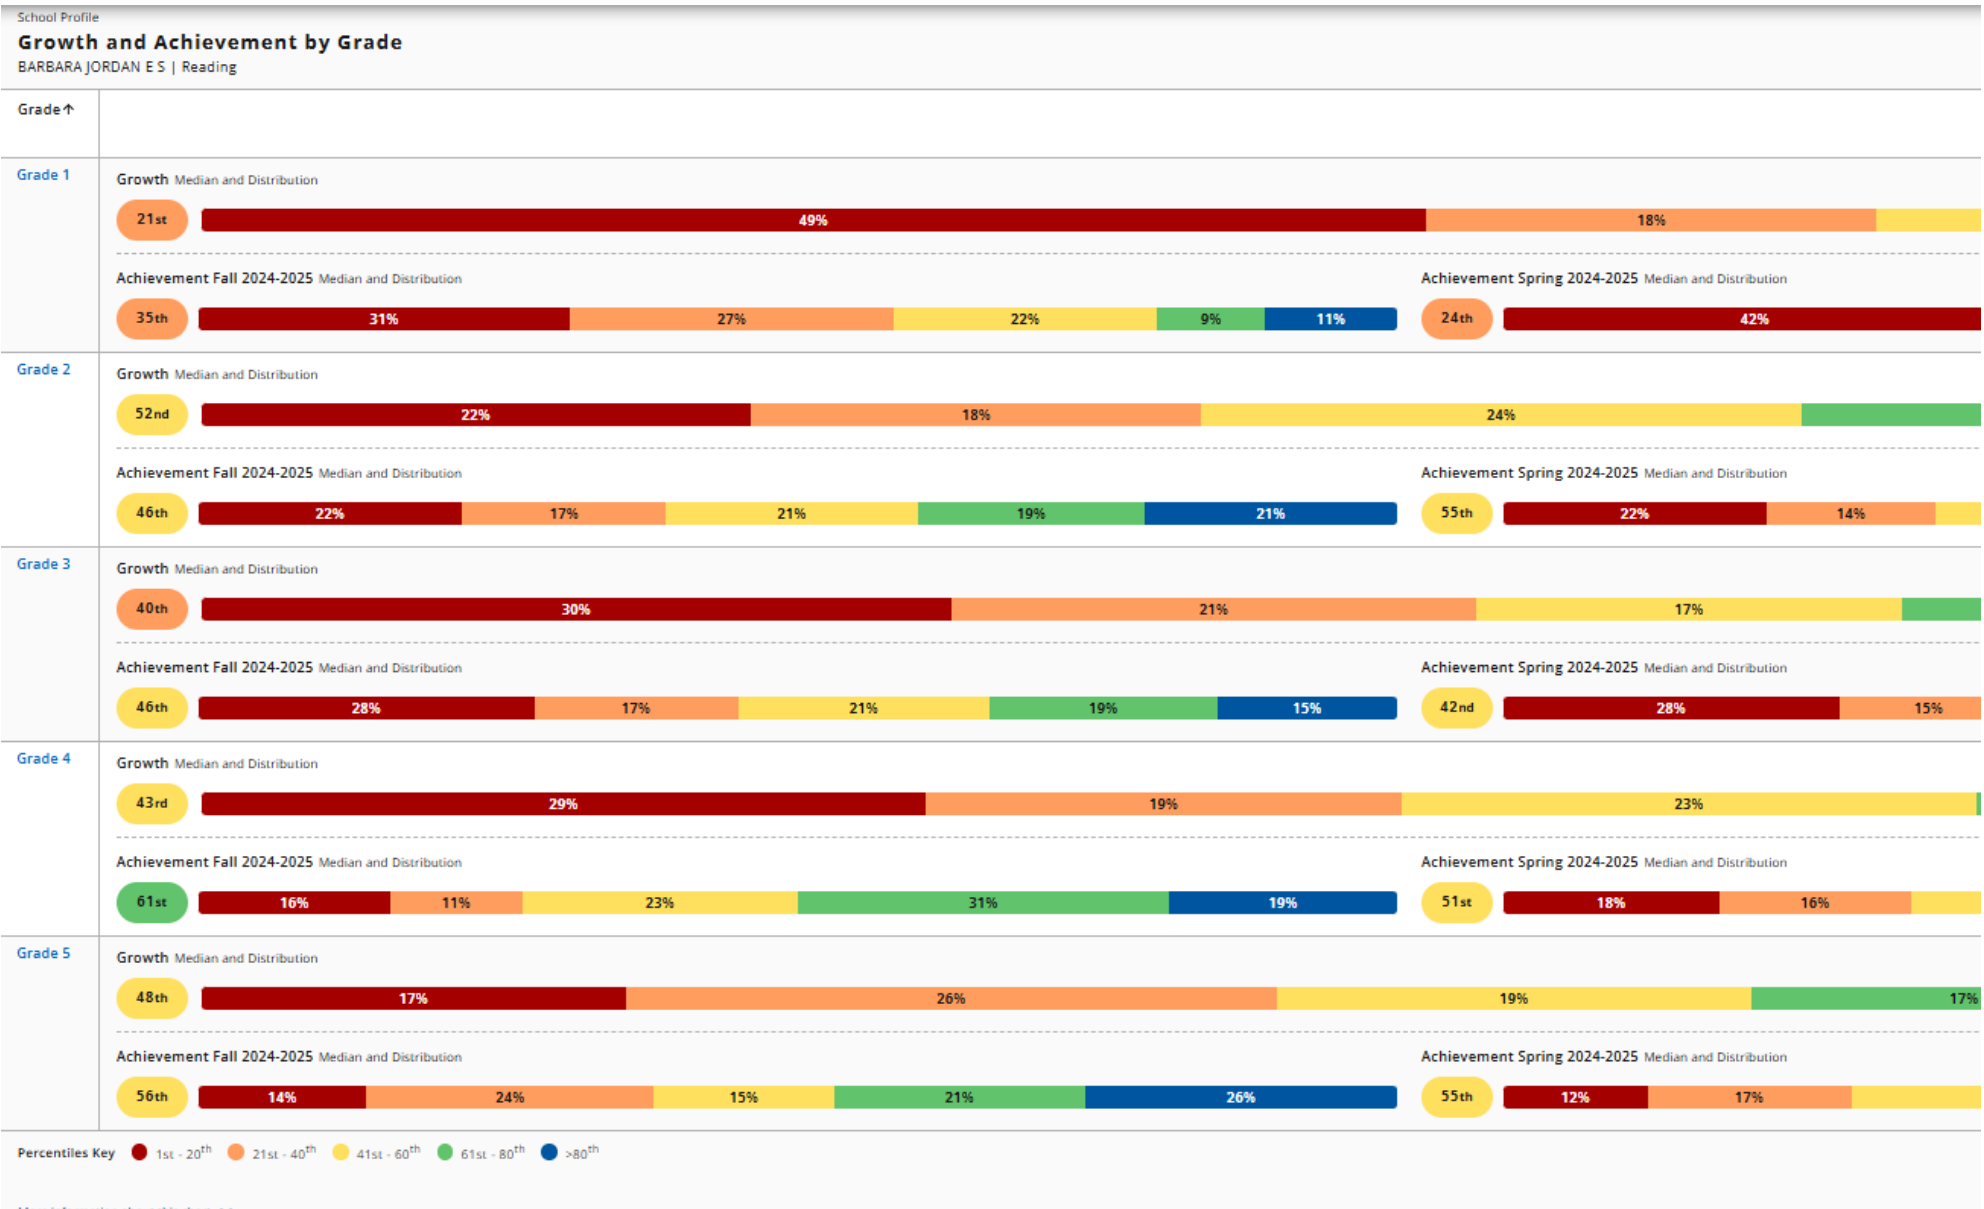 School Profile
Growth and Achievement by Grade
BARBARA JORDAN E S | Reading
Grade↑
Grade 1
Growth Median and Distribution
21st 49% 18%
Achievement Fall 2024-2025 Median and Distribution Achievement Spring 2024-2025 Median and Distribution
35th 31% 27% 22% 9% 11% 24th 42%
Grade 2
Growth Median and Distribution
52nd 22% 18% 24%
Achievement Fall 2024-2025 Median and Distribution Achievement Spring 2024-2025 Median and Distribution
46th 22% 17% 21% 19% 21% 55th 22% 14%
Grade 3
Growth Median and Distribution
40th 30% 21% 17%
Achievement Fall 2024-2025 Median and Distribution Achievement Spring 2024-2025 Median and Distribution
46th 28% 17% 21% 19% 15% 42nd 28% 15%
Grade 4
Growth Median and Distribution
43rd 29% 19% 23%
Achievement Fall 2024-2025 Median and Distribution Achievement Spring 2024-2025 Median and Distribution
61st 16% 11% 23% 31% 19% 51st 18% 16%
Grade 5
Growth Median and Distribution
48th 17% 26% 19% 17%
Achievement Fall 2024-2025 Median and Distribution Achievement Spring 2024-2025 Median and Distribution
56th 14% 24% 15% 21% 26% 55th 12% 17%
Percentiles Key 1st - 20th 21st - 40th 41st - 60th 61st - 80th >80th